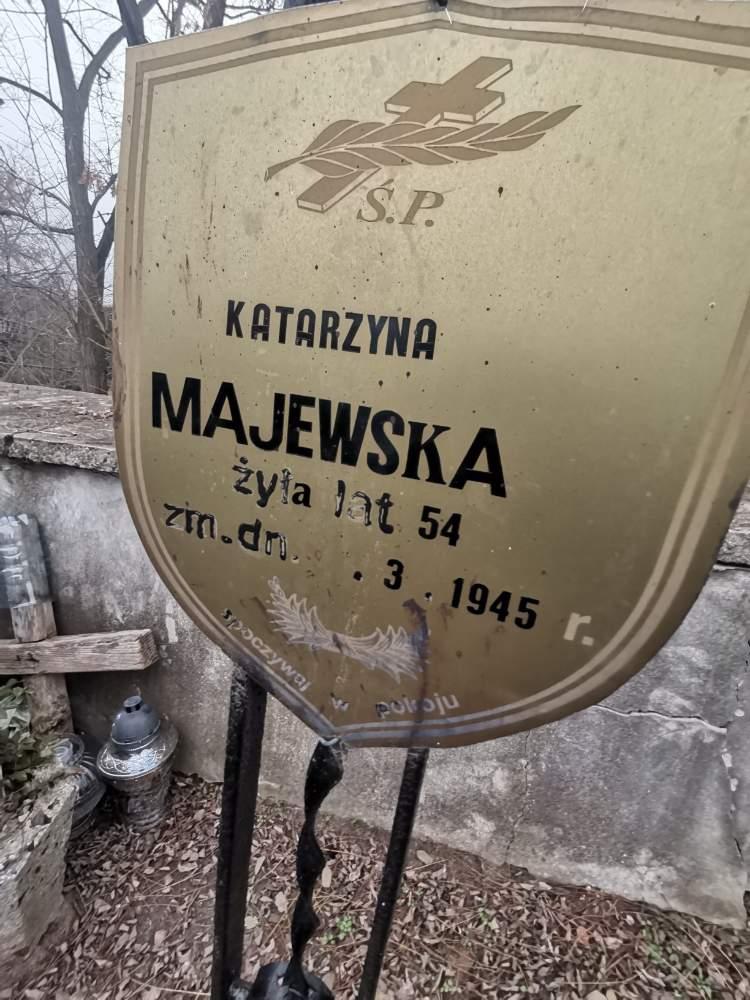 Ś.P.
KATARZYNA
MAJEWSKA
żyła lat 54
zm.dn. . 3 . 1945 r.
spoczywaj w pokoju